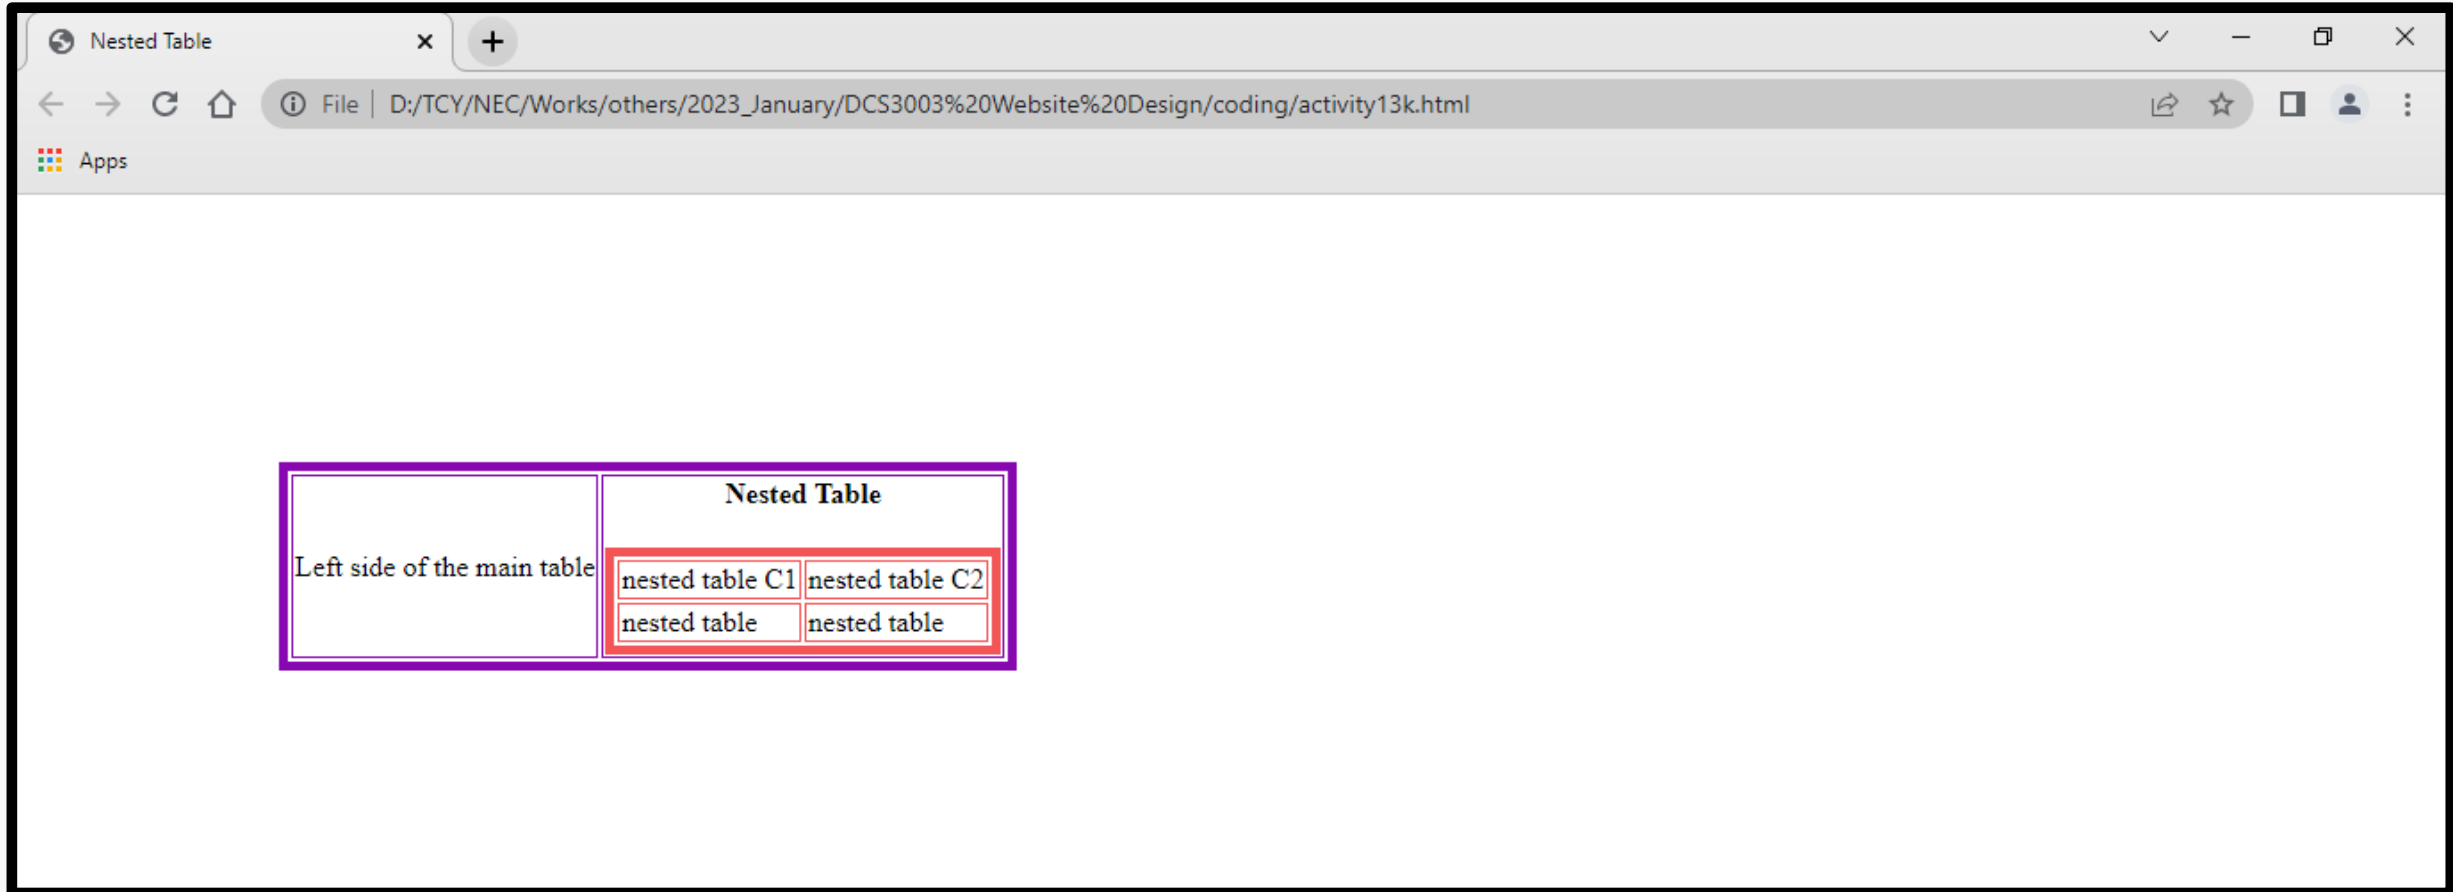 Nested Table
File | D:/TCY/NEC/Works/others/2023_January/DCS3003%20Website%20Design/coding/activity13k.html
Apps
Nested Table
Left side of the main table
nested table C1 nested table C2
nested table nested table